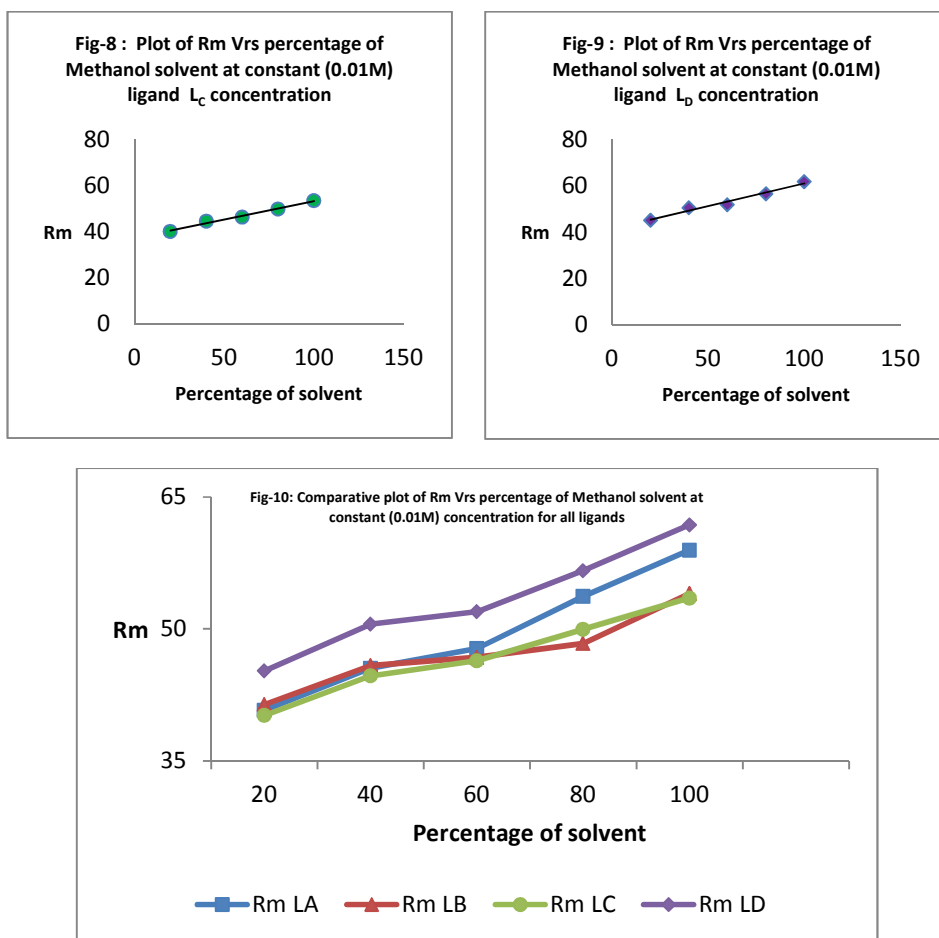 Fig-8 : Plot of Rm Vrs percentage of
Methanol solvent at constant (0.01M)
ligand LC concentration
80
60
40
20
0
Rm
0 50 100 150
Percentage of solvent
Fig-9 : Plot of Rm Vrs percentage of
Methanol solvent at constant (0.01M)
ligand LD concentration
80
60
40
20
0
Rm
0 50 100 150
Percentage of solvent
Fig-10: Comparative plot of Rm Vrs percentage of Methanol solvent at
constant (0.01M) concentration for all ligands
65
50
35
Rm
20 40 60 80 100
Percentage of solvent
Rm LA Rm LB Rm LC Rm LD